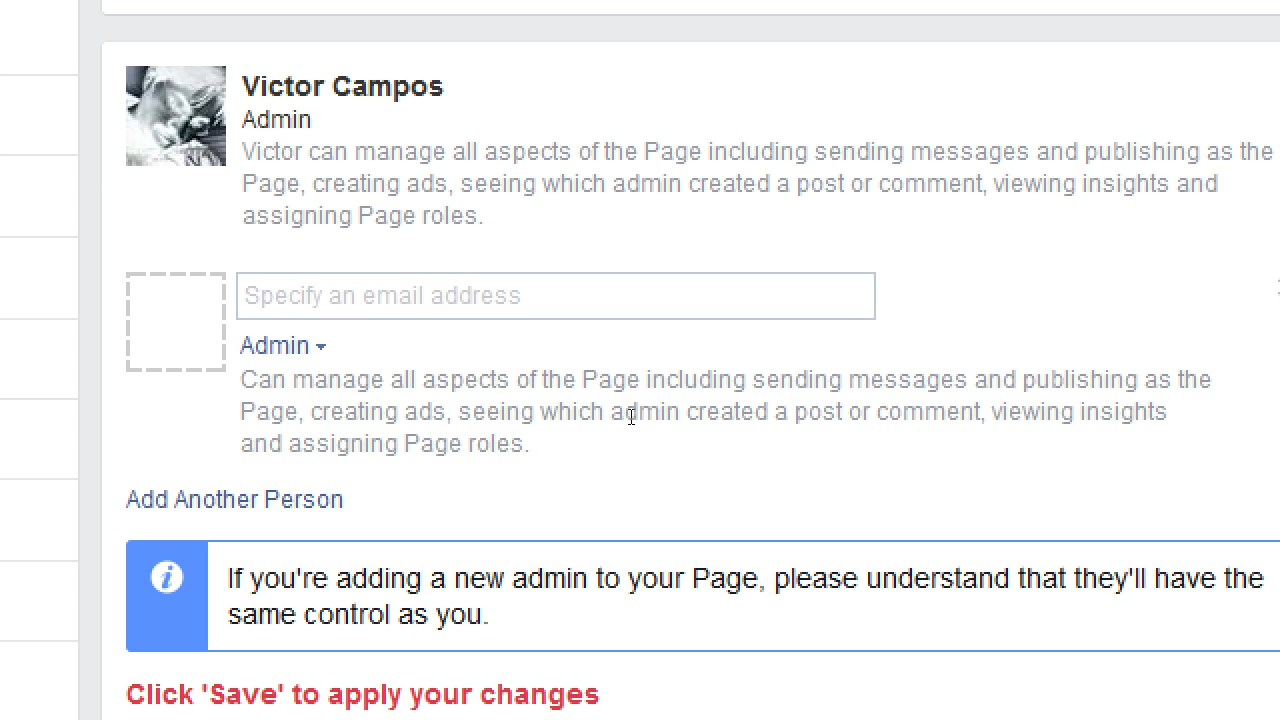 Victor Campos
Admin
Victor can manage all aspects of the Page including sending messages and publishing as the
Page, creating ads, seeing which admin created a post or comment, viewing insights and
assigning Page roles.
Specify an email address
Admin
Can manage all aspects of the Page including sending messages and publishing as the
Page, creating ads, seeing which admin created a post or comment, viewing insights
and assigning Page roles.
Add Another Person
If you're adding a new admin to your Page, please understand that they'll have the
same control as you.
Click 'Save' to apply your changes